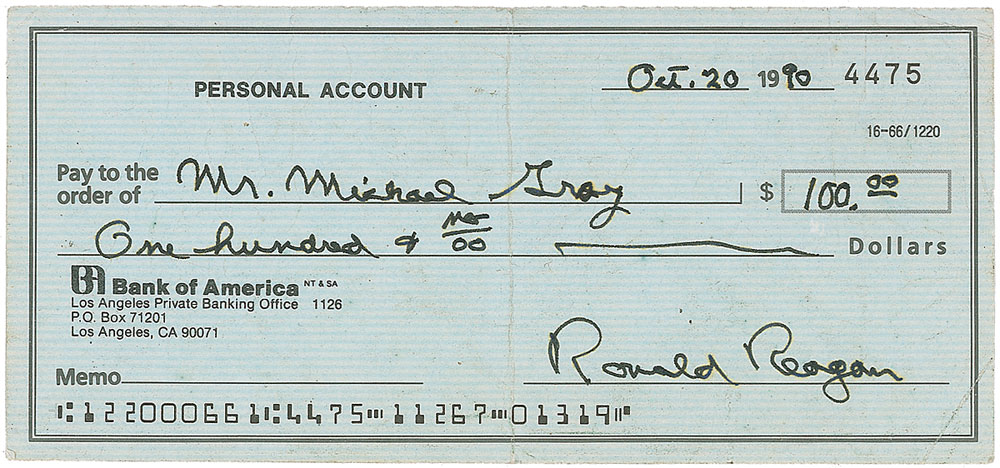 PERSONAL ACCOUNT
Oct. 20 1990 4475
16-66/1220
Pay to the order of Mr. Michael Gray $ 100.00
One hundred & no/00 Dollars
BA Bank of America NT & SA
Los Angeles Private Banking Office 1126
P.O. Box 71201
Los Angeles, CA 90071
Ronald Reagan
Memo
⑆122000661⑆4475⑈11267⑈01319⑈